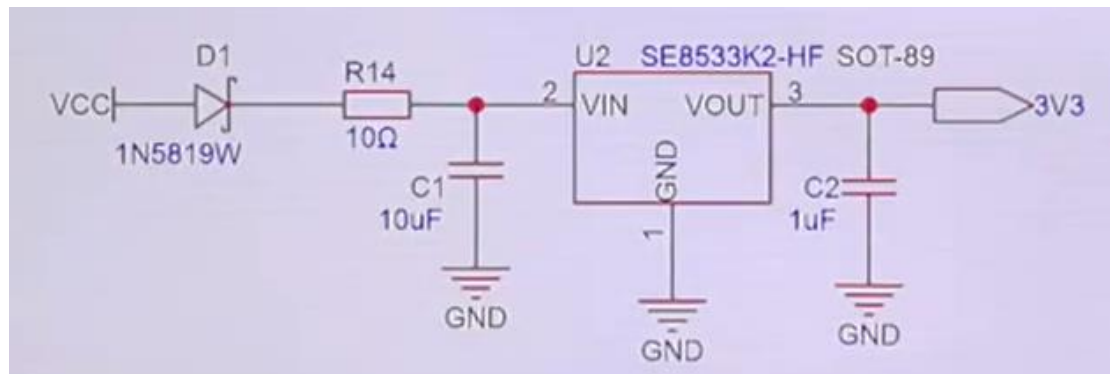 D1
U2 SE8533K2-HF SOT-89
R14
VCC
2 VIN VOUT 3
3V3
10Ω
1N5819W
GND
C1
10uF
C2
1uF
1
GND
GND
GND